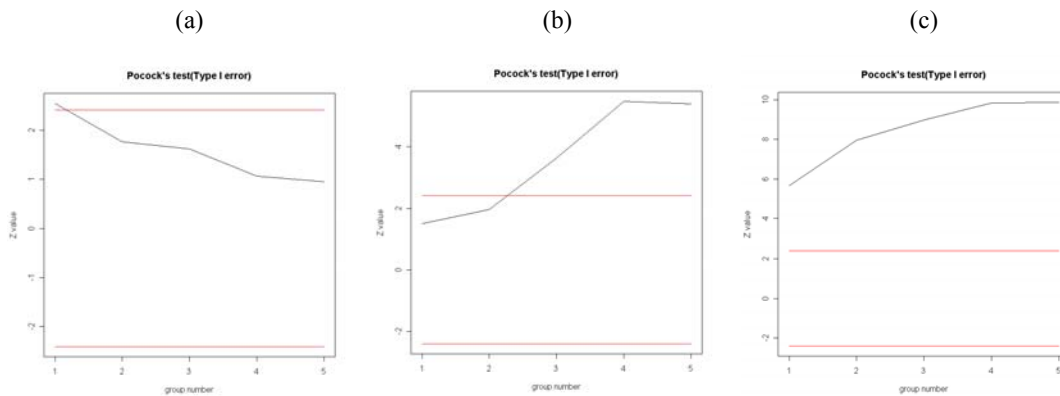 (a)
Pocock's test(Type I error)
Z value
2
1
0
-1
-2
1 2 3 4 5
group number
(b)
Pocock's test(Type I error)
Z value
4
2
0
-2
1 2 3 4 5
group number
(c)
Pocock's test(Type I error)
Z value
10
8
6
4
2
0
-2
1 2 3 4 5
group number